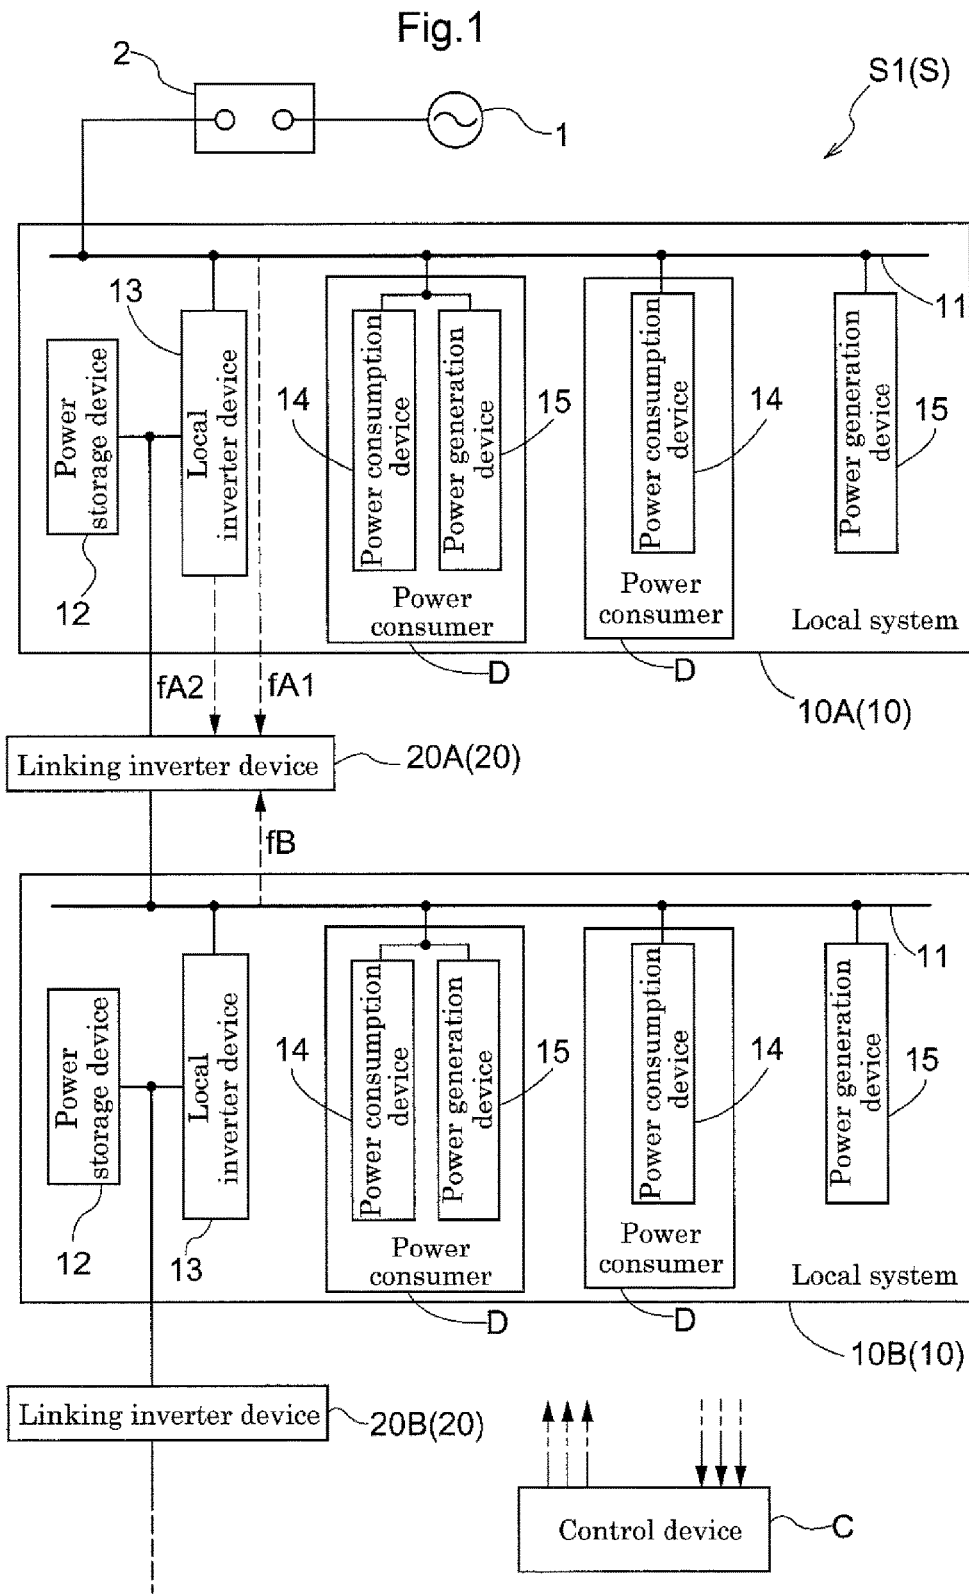 Fig.1
2
S1(S)
1
13
11
Power
storage device
Local
inverter device
14
Power consumption
device
Power generation
device
15
Power consumption
device
14
Power generation
device
15
12
Power
consumer
Power
consumer
Local system
D
D
fA2
fA1
10A(10)
Linking inverter device
20A(20)
fB
11
Power
storage device
Local
inverter device
14
Power consumption
device
Power generation
device
15
Power consumption
device
14
Power generation
device
15
12
13
Power
consumer
Power
consumer
Local system
D
D
10B(10)
Linking inverter device
20B(20)
Control device
C